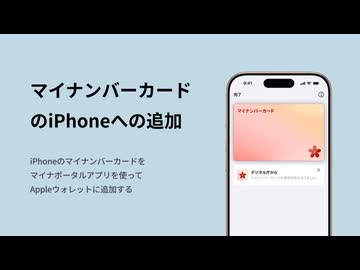 マイナンバーカード
のiPhoneへの追加
iPhoneのマイナンバーカードを
マイナポータルアプリを使って
Appleウォレットに追加する
9:41
完了
マイナンバーカード
デジタル庁から